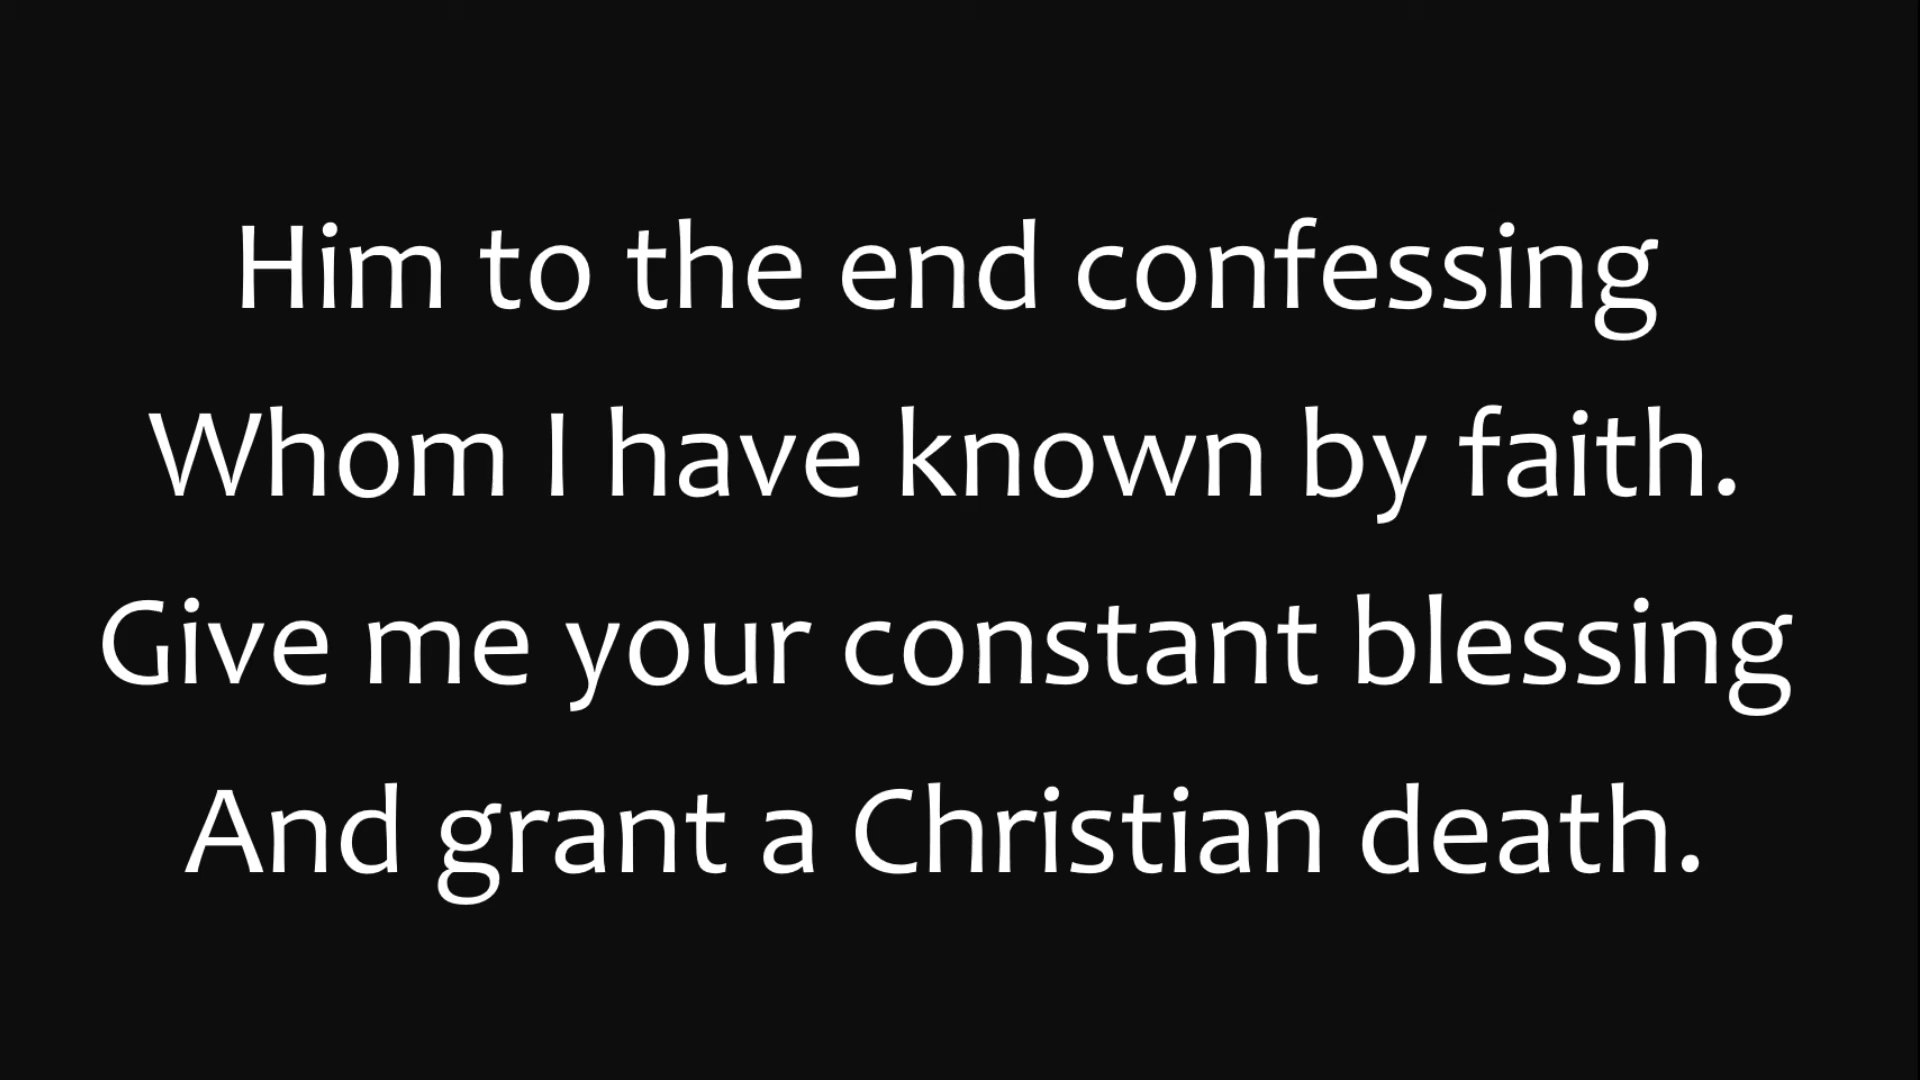 Him to the end confessing
Whom I have known by faith.
Give me your constant blessing
And grant a Christian death.